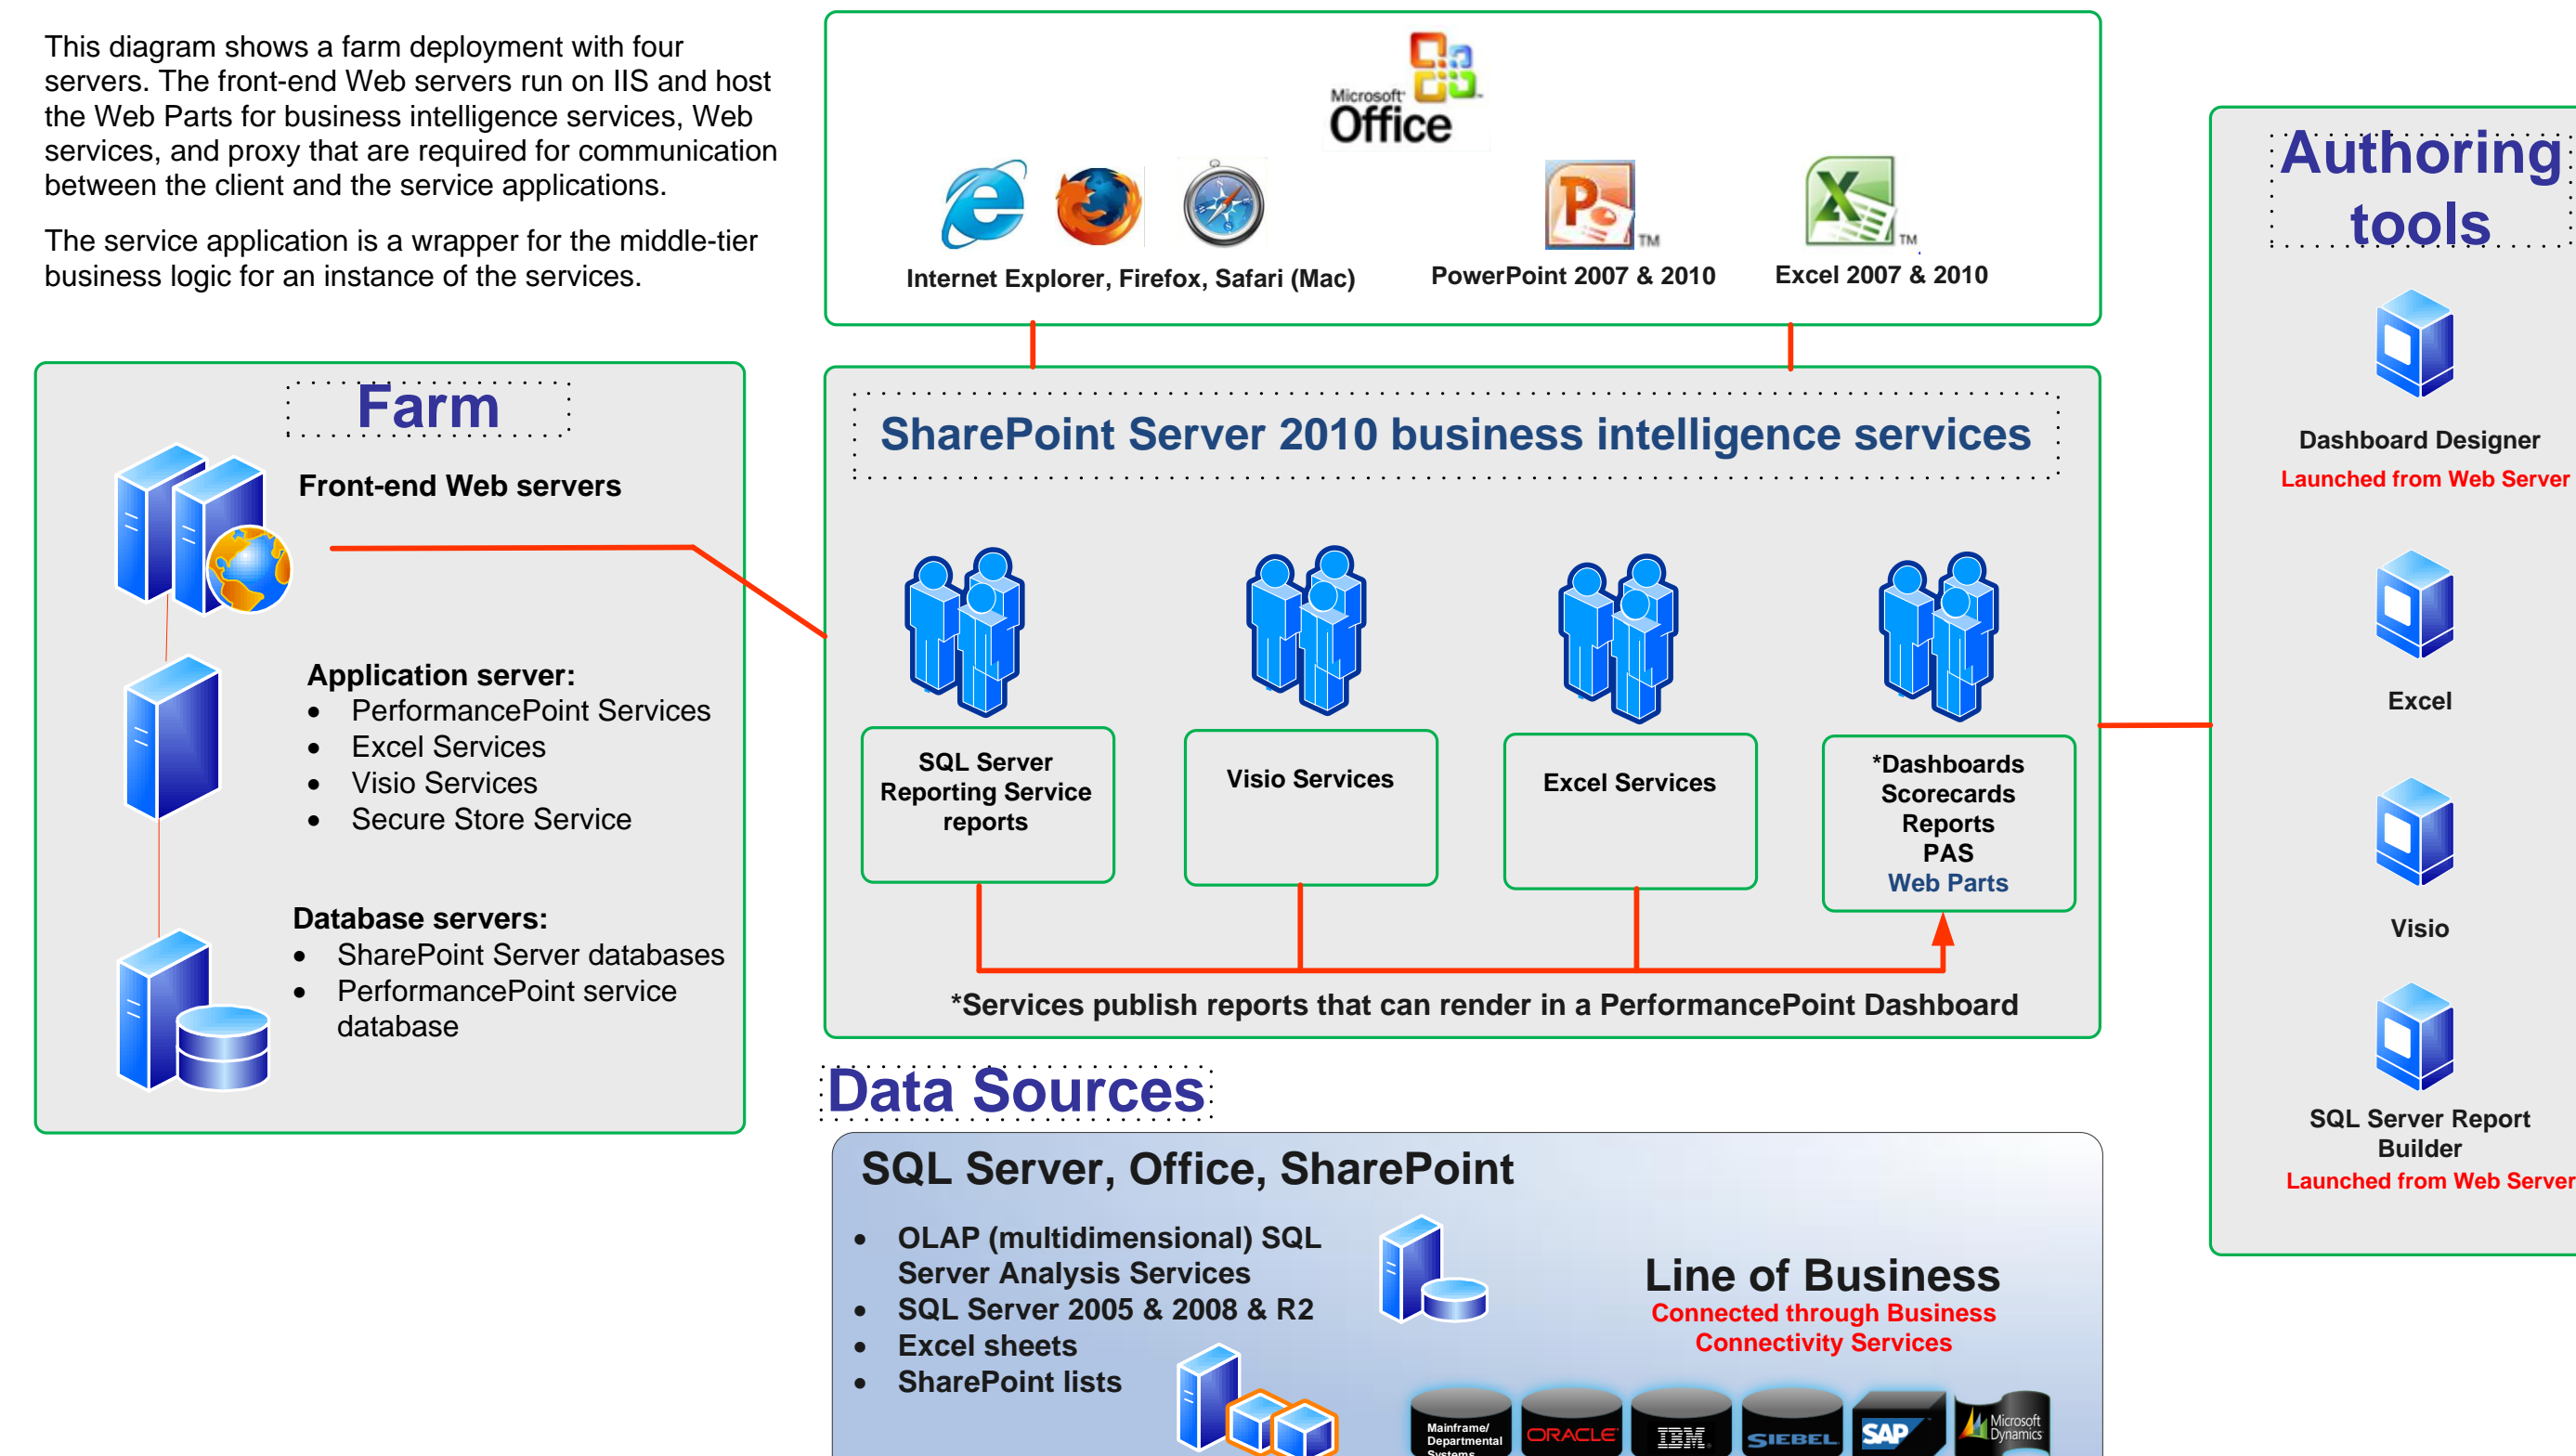 This diagram shows a farm deployment with four
servers. The front-end Web servers run on IIS and host
the Web Parts for business intelligence services, Web
services, and proxy that are required for communication
between the client and the service applications.
The service application is a wrapper for the middle-tier
business logic for an instance of the services.
Microsoft
Office
TM
TM
Internet Explorer, Firefox, Safari (Mac)
PowerPoint 2007 & 2010
Excel 2007 & 2010
Farm
Front-end Web servers
Application server:
• PerformancePoint Services
• Excel Services
• Visio Services
• Secure Store Service
Database servers:
• SharePoint Server databases
• PerformancePoint service
database
SharePoint Server 2010 business intelligence services
SQL Server
Reporting Service
reports
Visio Services
Excel Services
*Dashboards
Scorecards
Reports
PAS
Web Parts
*Services publish reports that can render in a PerformancePoint Dashboard
Authoring
tools
Dashboard Designer
Launched from Web Server
Excel
Visio
SQL Server Report
Builder
Launched from Web Server
Data Sources
SQL Server, Office, SharePoint
• OLAP (multidimensional) SQL
Server Analysis Services
• SQL Server 2005 & 2008 & R2
• Excel sheets
• SharePoint lists
Line of Business
Connected through Business
Connectivity Services
Mainframe/
Departmental
Systems
ORACLE
IBM
SIEBEL
SAP
Microsoft
Dynamics